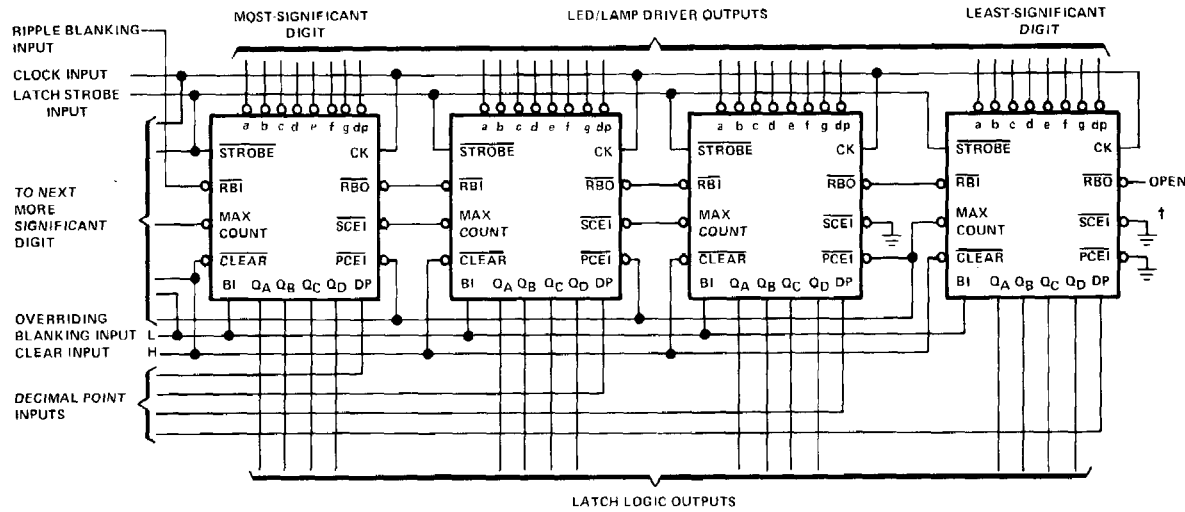 MOST-SIGNIFICANT DIGIT
LED/LAMP DRIVER OUTPUTS
LEAST-SIGNIFICANT DIGIT
RIPPLE BLANKING INPUT
CLOCK INPUT
LATCH STROBE INPUT
a b c d e f g dp
a b c d e f g dp
a b c d e f g dp
a b c d e f g dp
STROBE CK
STROBE CK
STROBE CK
STROBE CK
RBI RBO
RBI RBO
RBI RBO
RBI RBO OPEN
TO NEXT MORE SIGNIFICANT DIGIT
MAX COUNT SCEI
MAX COUNT SCEI
MAX COUNT SCEI
MAX COUNT SCEI †
CLEAR PCEI
CLEAR PCEI
CLEAR PCEI
CLEAR PCEI
BI QA QB QC QD DP
BI QA QB QC QD DP
BI QA QB QC QD DP
BI QA QB QC QD DP
OVERRIDING BLANKING INPUT L
CLEAR INPUT H
DECIMAL POINT INPUTS
LATCH LOGIC OUTPUTS